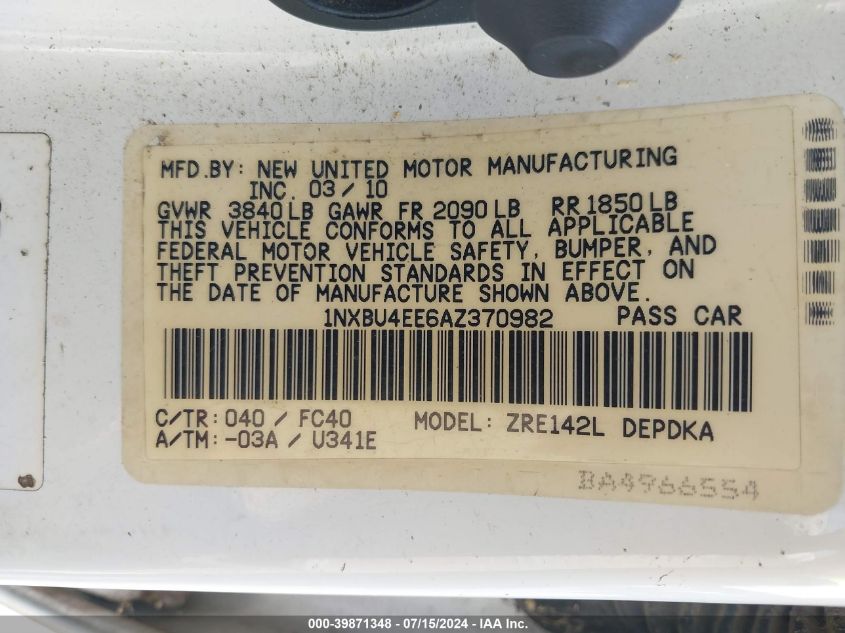 MFD.BY: NEW UNITED MOTOR MANUFACTURING
INC. 03/10
GVWR 3840LB GAWR FR 2090LB RR 1850LB
THIS VEHICLE CONFORMS TO ALL APPLICABLE
FEDERAL MOTOR VEHICLE SAFETY, BUMPER, AND
THEFT PREVENTION STANDARDS IN EFFECT ON
THE DATE OF MANUFACTURE SHOWN ABOVE.
1NXBU4EE6AZ370982 PASS CAR
C/TR: 040 / FC40 MODEL: ZRE142L DEPDKA
A/TM: -03A / U341E
BA4966554
000-39871348 | 07/15/2024 - IAA Inc.